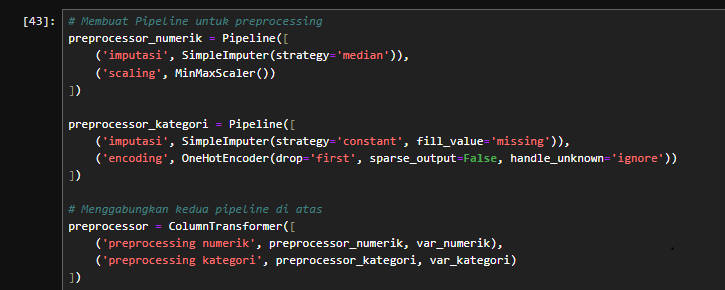 [43]: # Membuat Pipeline untuk preprocessing
preprocessor_numerik = Pipeline([
    ('imputasi', SimpleImputer(strategy='median')),
    ('scaling', MinMaxScaler())
])

preprocessor_kategori = Pipeline([
    ('imputasi', SimpleImputer(strategy='constant', fill_value='missing')),
    ('encoding', OneHotEncoder(drop='first', sparse_output=False, handle_unknown='ignore'))
])

# Menggabungkan kedua pipeline di atas
preprocessor = ColumnTransformer([
    ('preprocessing numerik', preprocessor_numerik, var_numerik),
    ('preprocessing kategori', preprocessor_kategori, var_kategori)
])